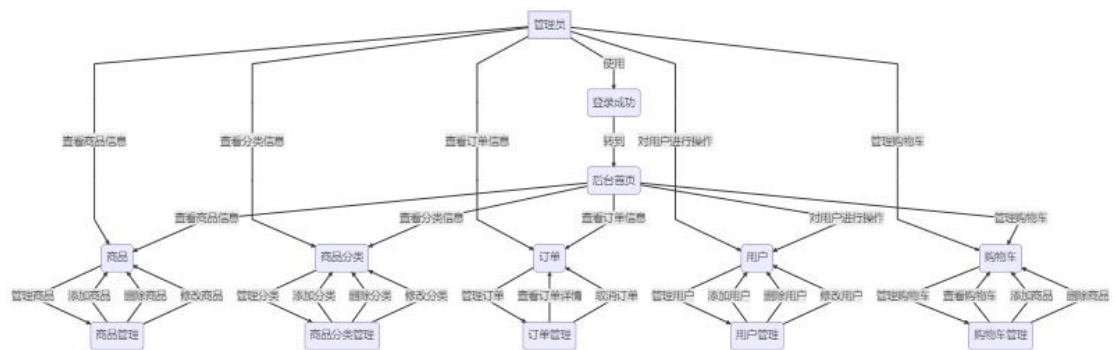 管理员
使用
登录成功
查看商品信息
查看分类信息
查看订单信息
转到
对用户进行操作
管理购物车
后台首页
查看商品信息
查看分类信息
查看订单信息
对用户进行操作
管理购物车
商品
商品分类
订单
用户
购物车
管理商品
添加商品
删除商品
修改商品
管理分类
添加分类
删除分类
修改分类
管理订单
查看订单详情
取消订单
管理用户
添加用户
删除用户
修改用户
管理购物车
查看购物车
添加商品
删除商品
商品管理
商品分类管理
订单管理
用户管理
购物车管理